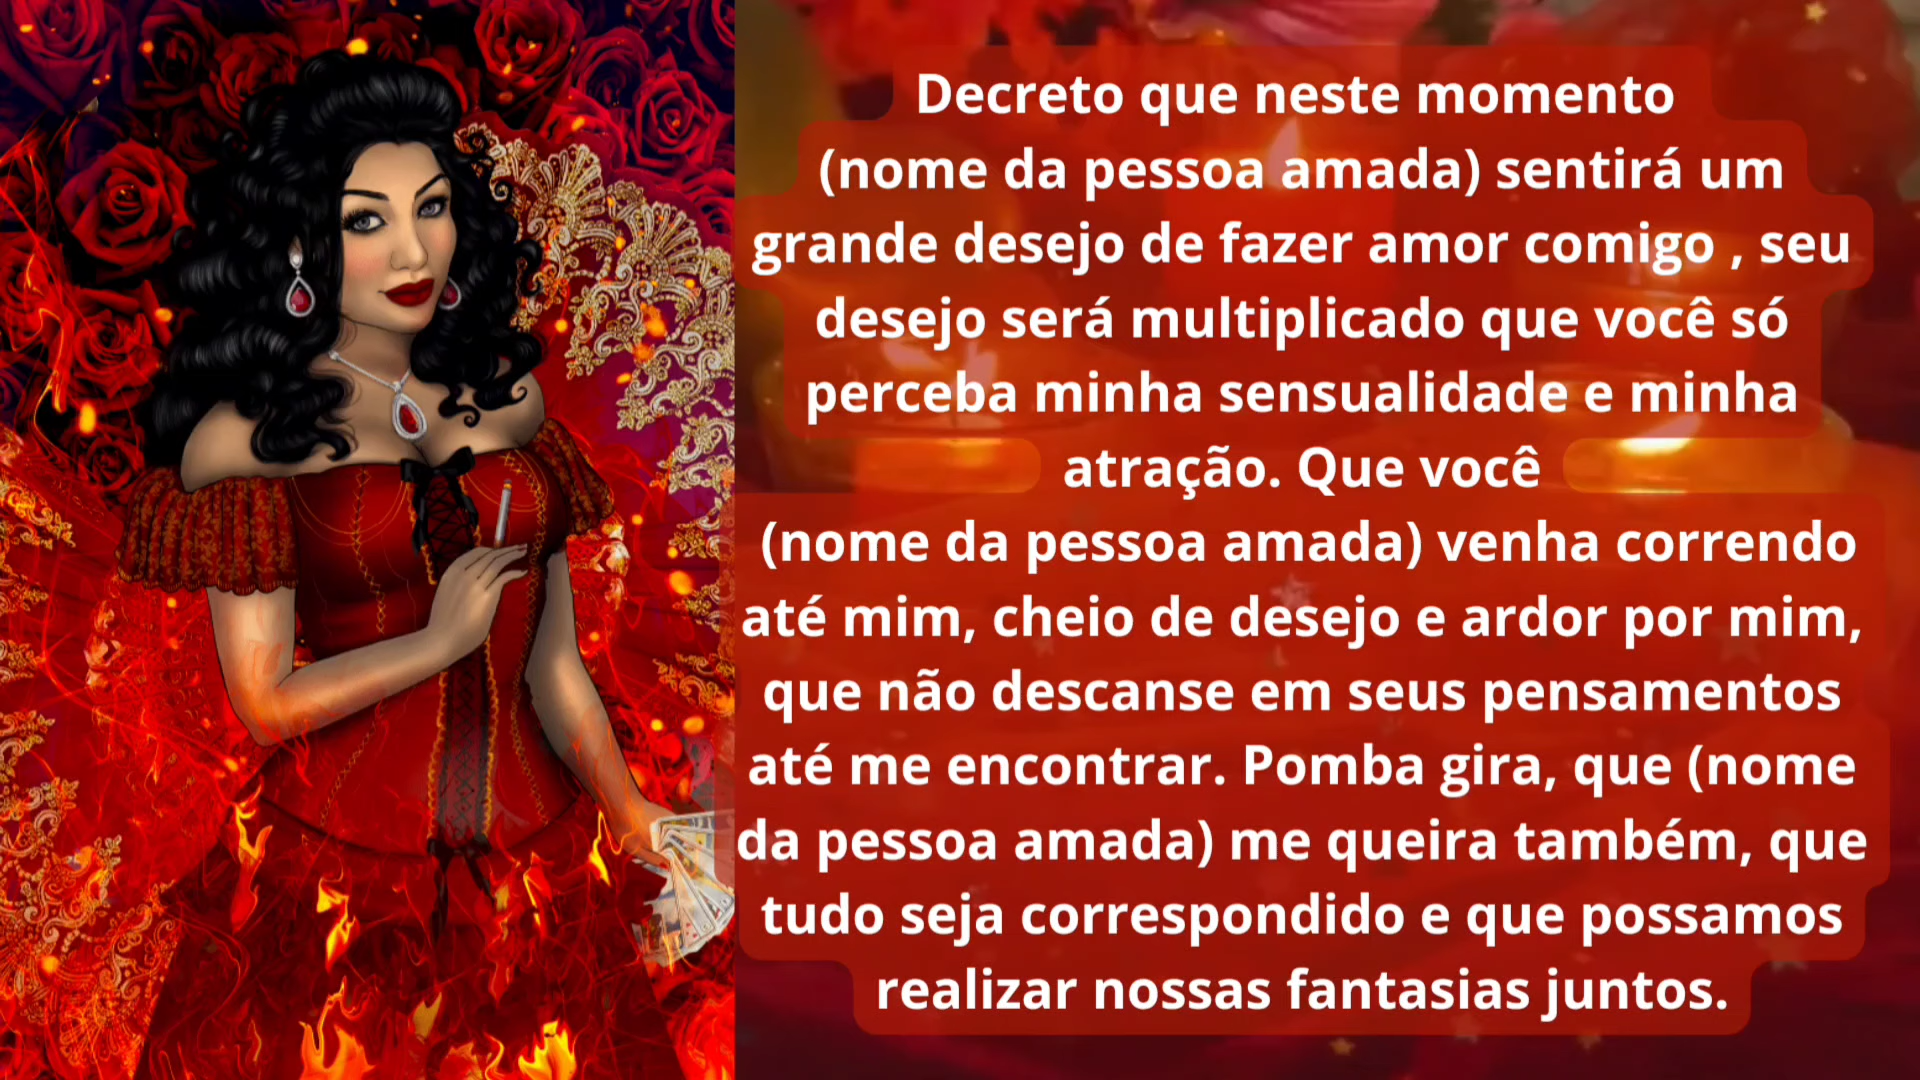 Decreto que neste momento
(nome da pessoa amada) sentirá um
grande desejo de fazer amor comigo , seu
desejo será multiplicado que você só
perceba minha sensualidade e minha
atração. Que você
(nome da pessoa amada) venha correndo
até mim, cheio de desejo e ardor por mim,
que não descanse em seus pensamentos
até me encontrar. Pomba gira, que (nome
da pessoa amada) me queira também, que
tudo seja correspondido e que possamos
realizar nossas fantasias juntos.